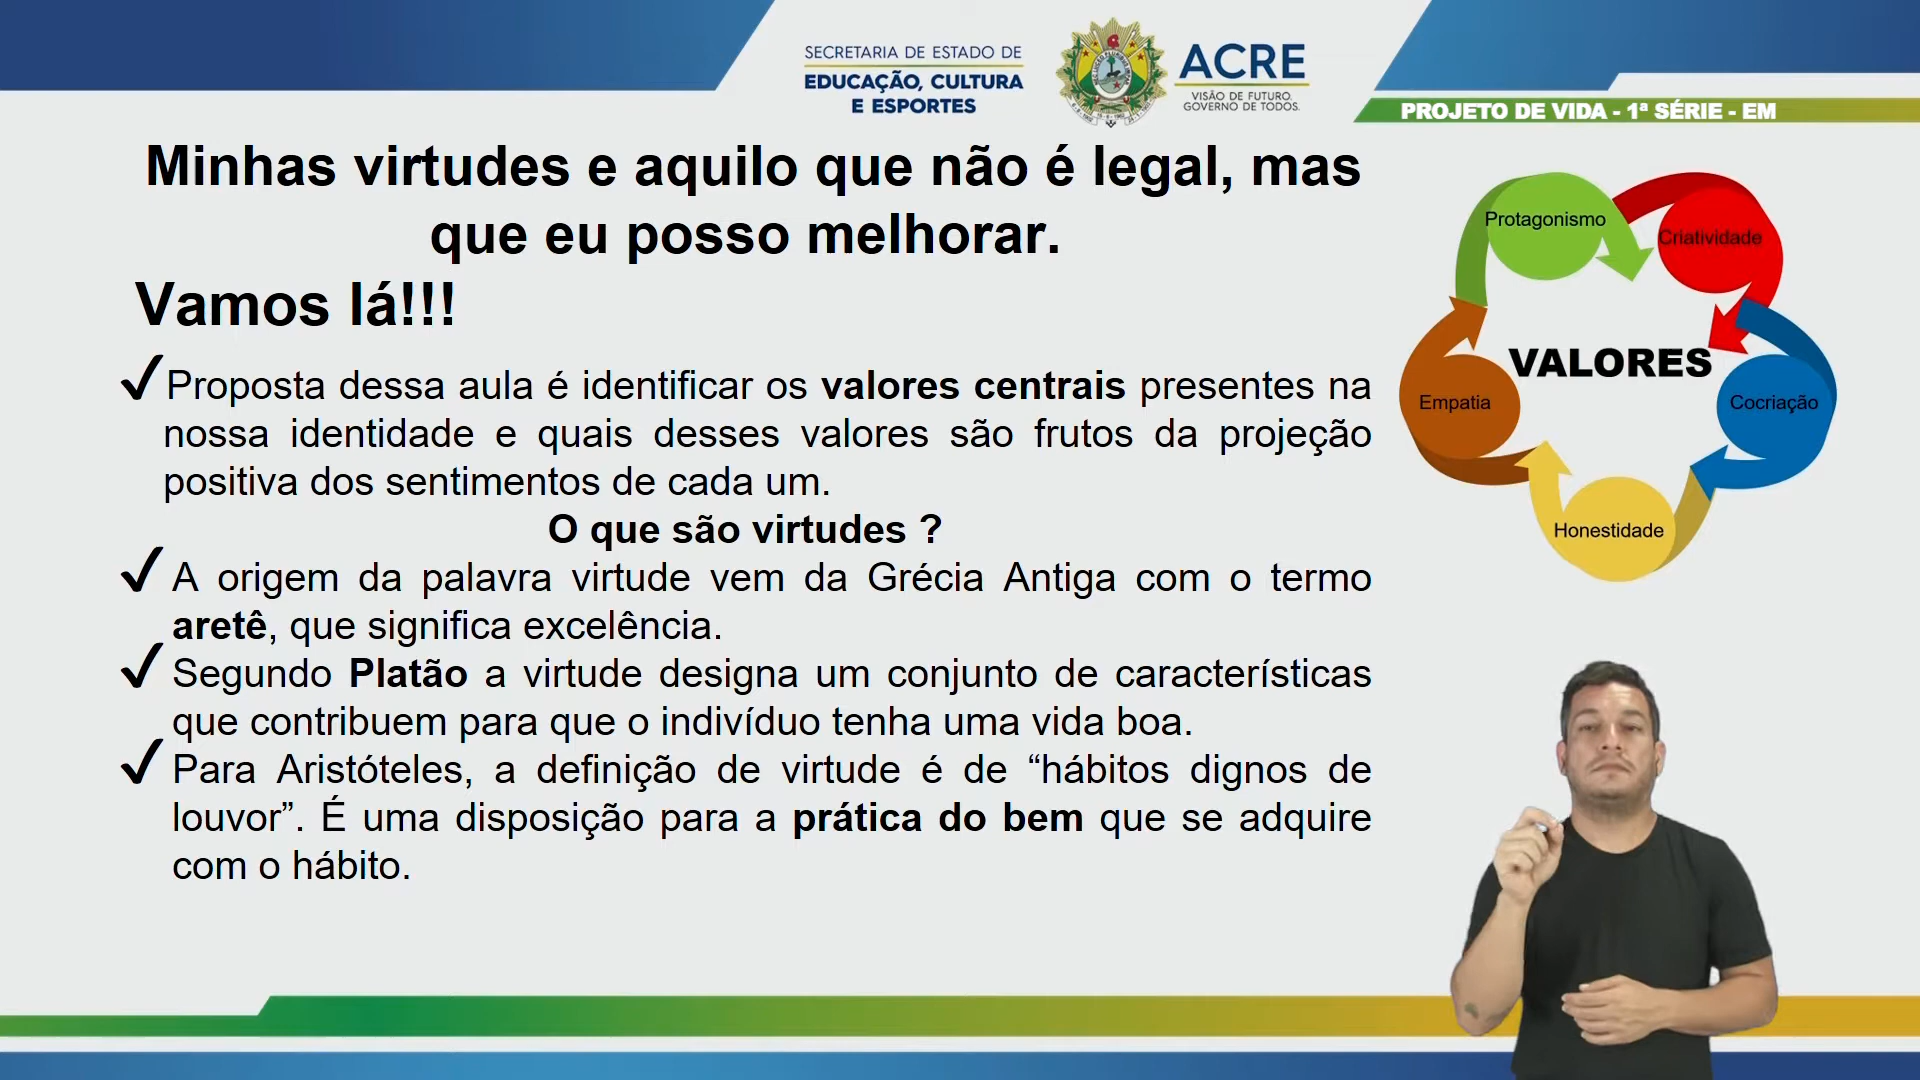 SECRETARIA DE ESTADO DE
EDUCAÇÃO, CULTURA
E ESPORTES
ACRE
VISÃO DE FUTURO.
GOVERNO DE TODOS.
PROJETO DE VIDA - 1ª SÉRIE - EM
Minhas virtudes e aquilo que não é legal, mas
que eu posso melhorar.
Vamos lá!!!
✓Proposta dessa aula é identificar os valores centrais presentes na
nossa identidade e quais desses valores são frutos da projeção
positiva dos sentimentos de cada um.
O que são virtudes ?
✓A origem da palavra virtude vem da Grécia Antiga com o termo
aretê, que significa excelência.
✓Segundo Platão a virtude designa um conjunto de características
que contribuem para que o indivíduo tenha uma vida boa.
✓Para Aristóteles, a definição de virtude é de “hábitos dignos de
louvor”. É uma disposição para a prática do bem que se adquire
com o hábito.
Protagonismo
Criatividade
VALORES
Empatia
Cocriação
Honestidade